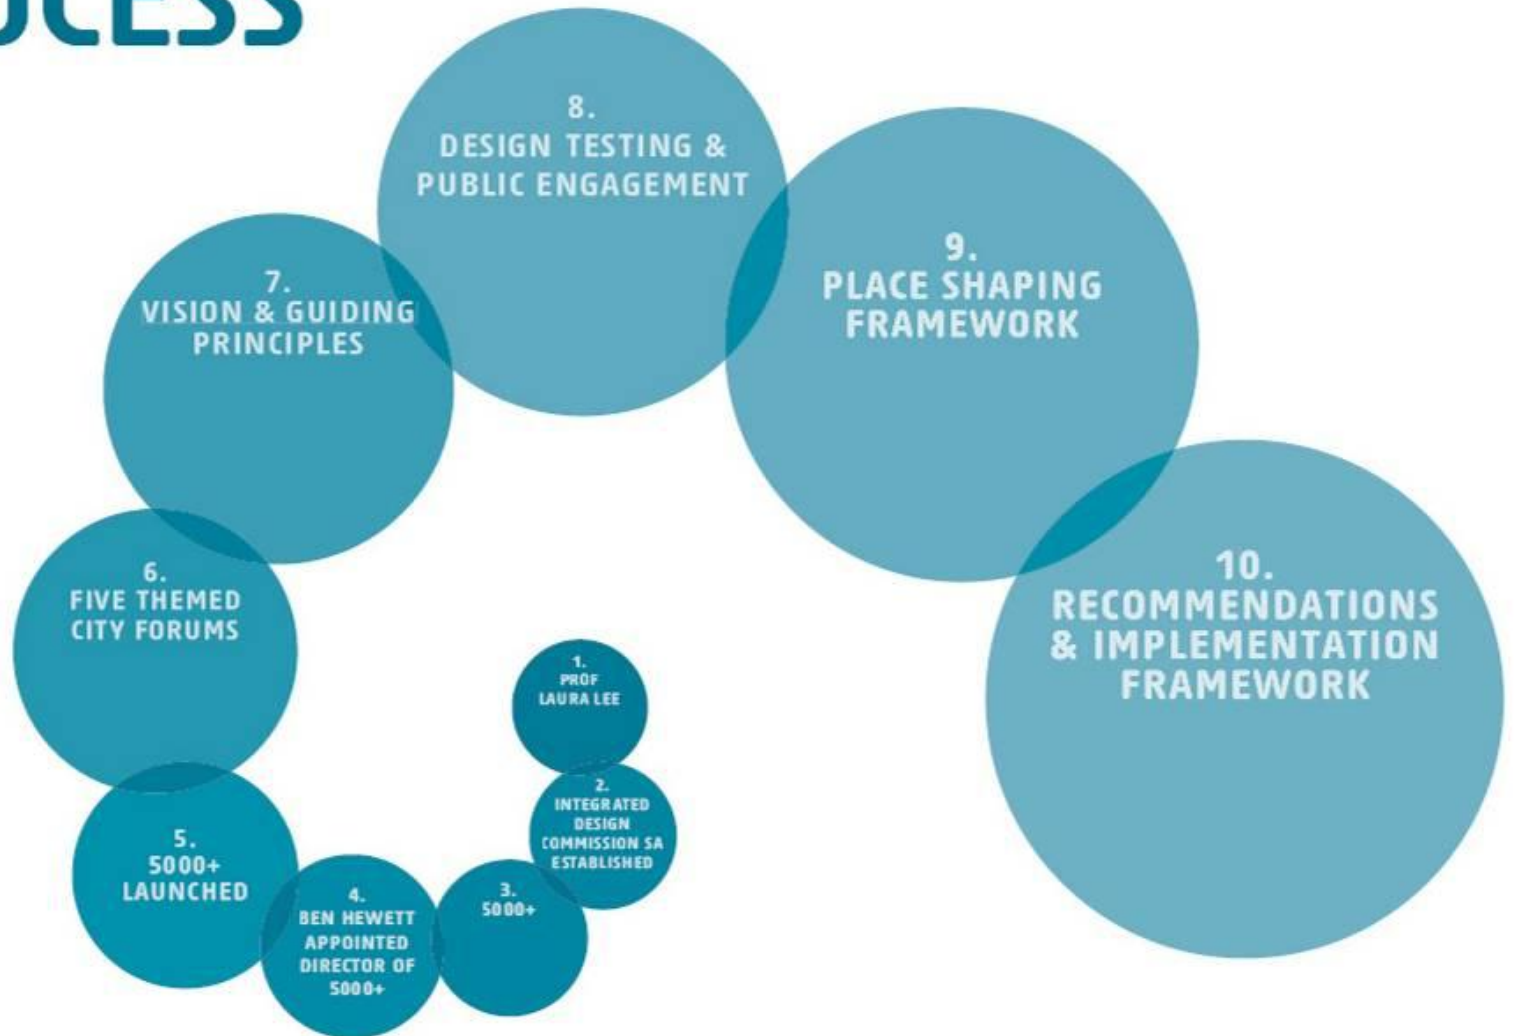 OCESS
8.
DESIGN TESTING &
PUBLIC ENGAGEMENT
9.
PLACE SHAPING
FRAMEWORK
7.
VISION & GUIDING
PRINCIPLES
10.
RECOMMENDATIONS
& IMPLEMENTATION
FRAMEWORK
6.
FIVE THEMED
CITY FORUMS
1.
PROF
LAURA LEE
2.
INTEGRATED
DESIGN
COMMISSION SA
ESTABLISHED
5.
5000+
LAUNCHED
4.
BEN HEWETT
APPOINTED
DIRECTOR OF
5000+
3.
5000+